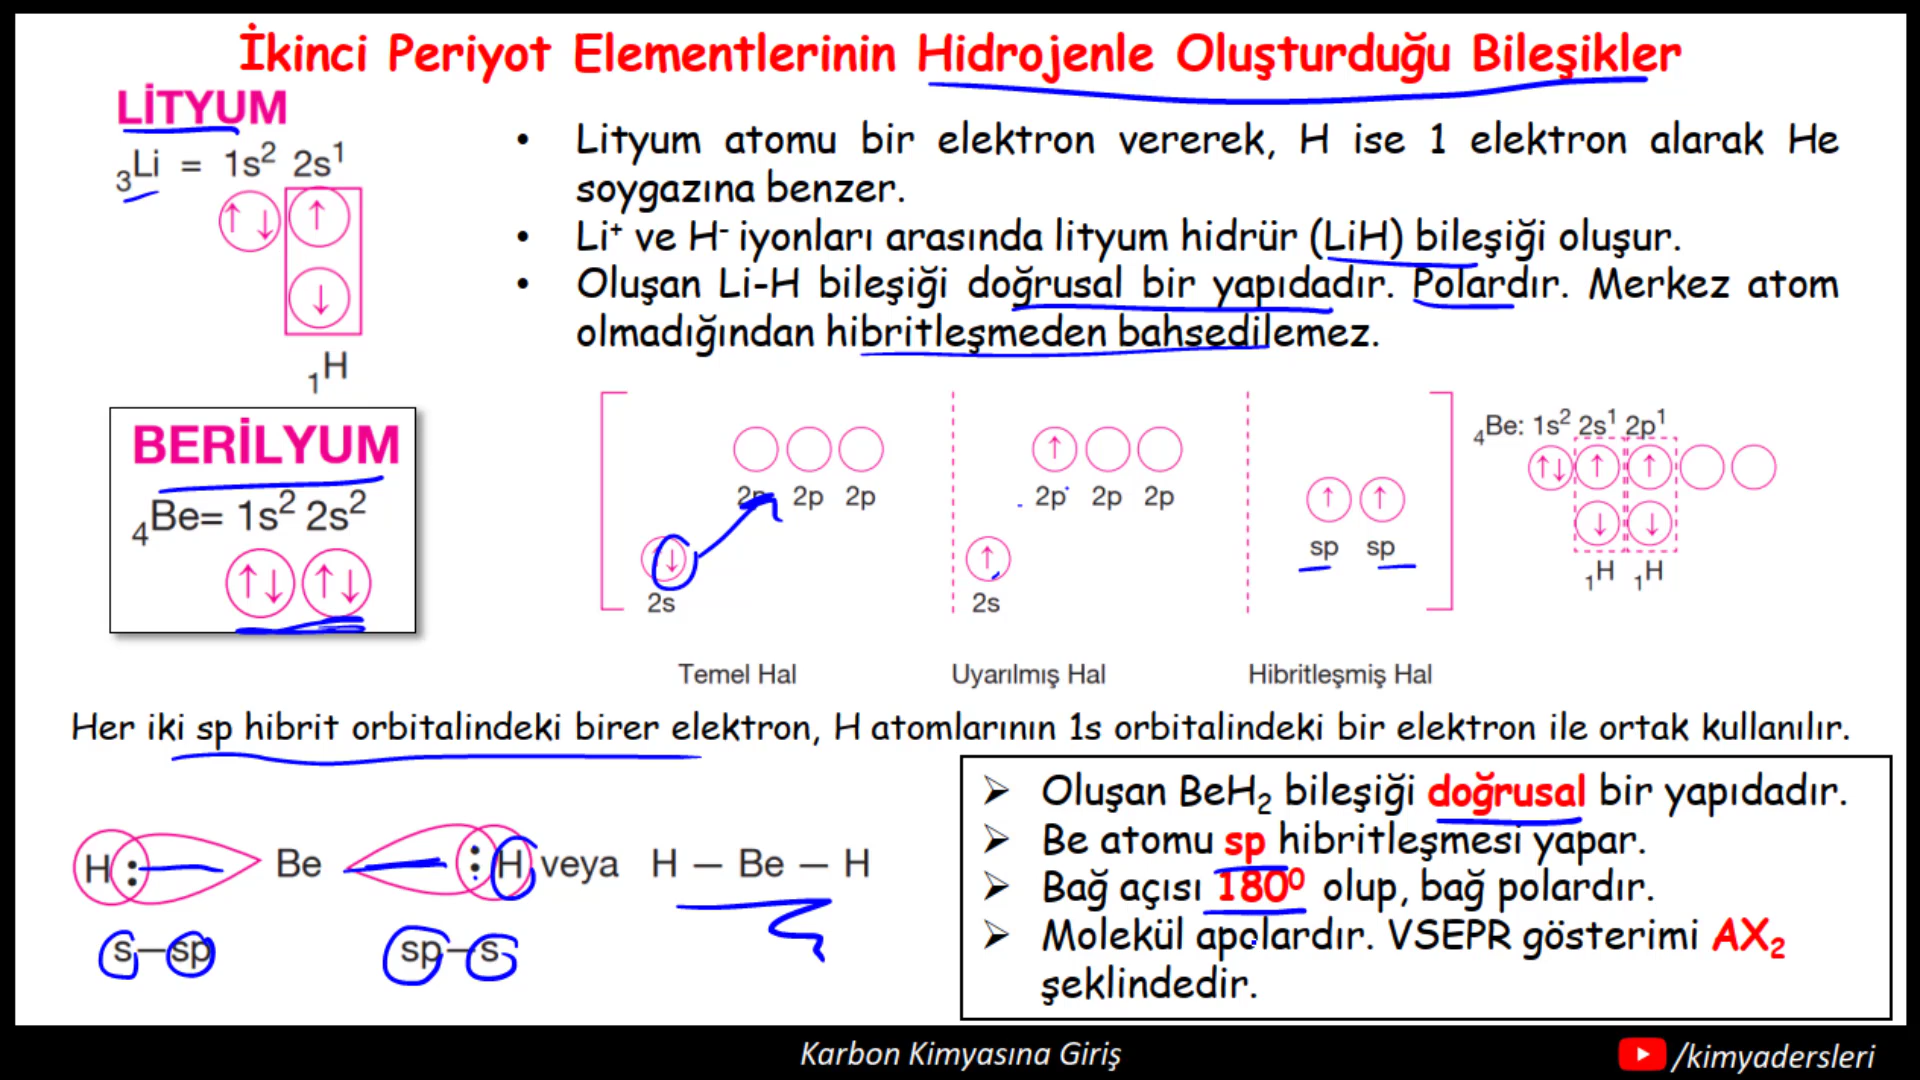 İkinci Periyot Elementlerinin Hidrojenle Oluşturduğu Bileşikler
LİTYUM
₃Li = 1s² 2s¹
₁H
• Lityum atomu bir elektron vererek, H ise 1 elektron alarak He
soygazına benzer.
• Li⁺ ve H⁻ iyonları arasında lityum hidrür (LiH) bileşiği oluşur.
• Oluşan Li-H bileşiği doğrusal bir yapıdadır. Polardır. Merkez atom
olmadığından hibritleşmeden bahsedilemez.
BERİLYUM
₄Be= 1s² 2s²
2p 2p 2p
2s
Temel Hal
2p 2p 2p
2s
Uyarılmış Hal
sp sp
Hibritleşmiş Hal
₄Be: 1s² 2s¹ 2p¹
₁H ₁H
Her iki sp hibrit orbitalindeki birer elektron, H atomlarının 1s orbitalindeki bir elektron ile ortak kullanılır.
H : Be : H veya H — Be — H
s—sp sp—s
➢ Oluşan BeH₂ bileşiği doğrusal bir yapıdadır.
➢ Be atomu sp hibritleşmesi yapar.
➢ Bağ açısı 180⁰ olup, bağ polardır.
➢ Molekül apolardır. VSEPR gösterimi AX₂
şeklindedir.
Karbon Kimyasına Giriş
/kimyadersleri